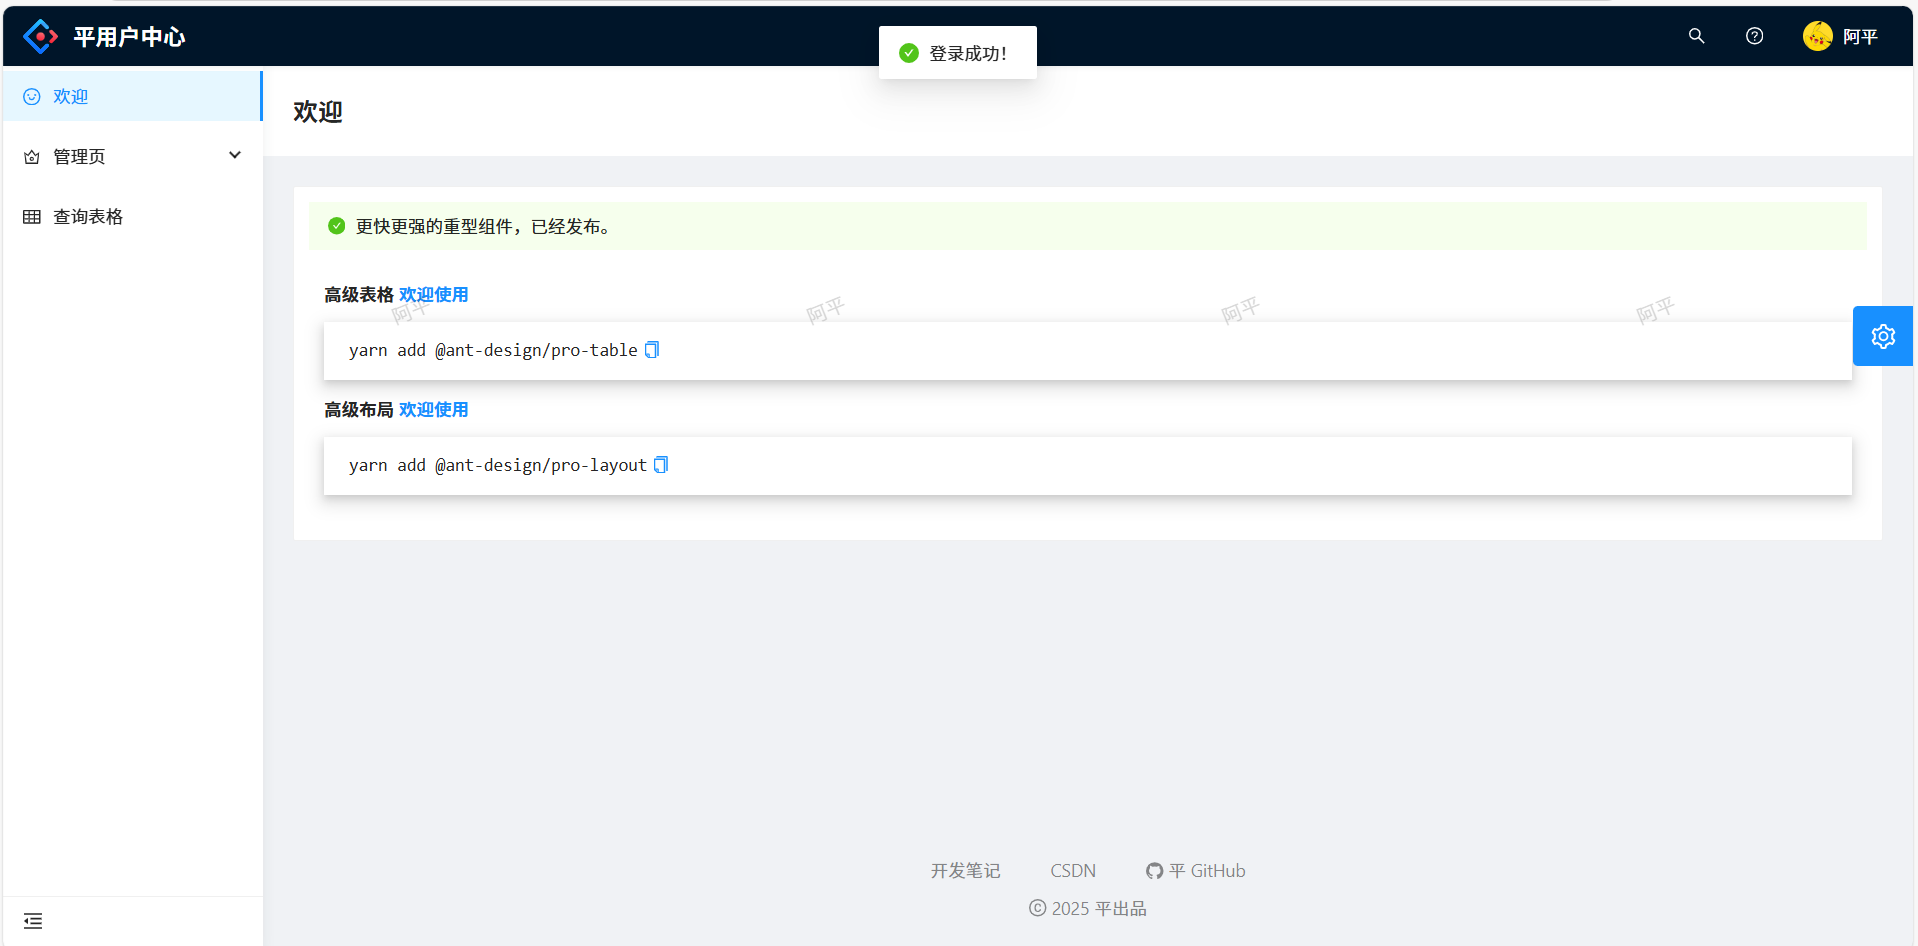 平用户中心
登录成功！
阿平
欢迎
管理页
查询表格
欢迎
更快更强的重型组件，已经发布。
高级表格 欢迎使用
阿平 阿平 阿平 阿平
yarn add @ant-design/pro-table
高级布局 欢迎使用
yarn add @ant-design/pro-layout
开发笔记 CSDN 平 GitHub
© 2025 平出品